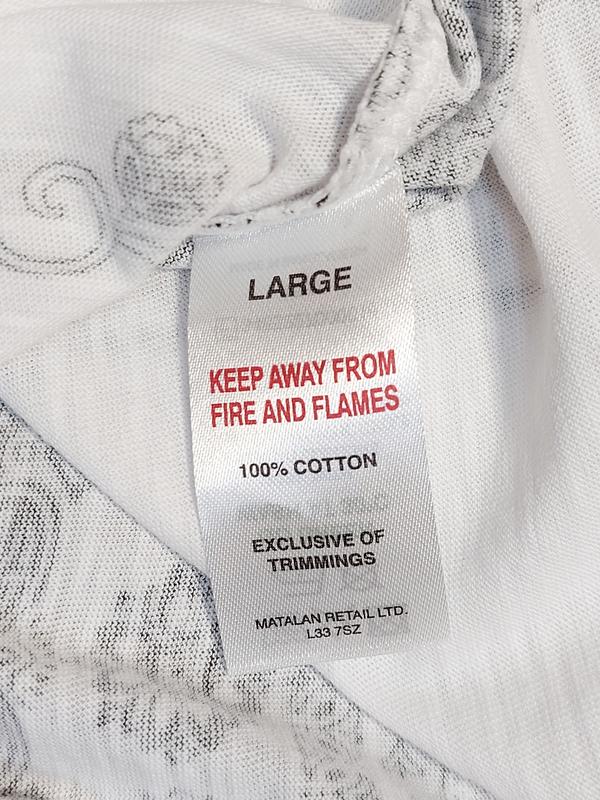 LARGE
KEEP AWAY FROM
FIRE AND FLAMES
100% COTTON
EXCLUSIVE OF
TRIMMINGS
MATALAN RETAIL LTD.
L33 7SZ